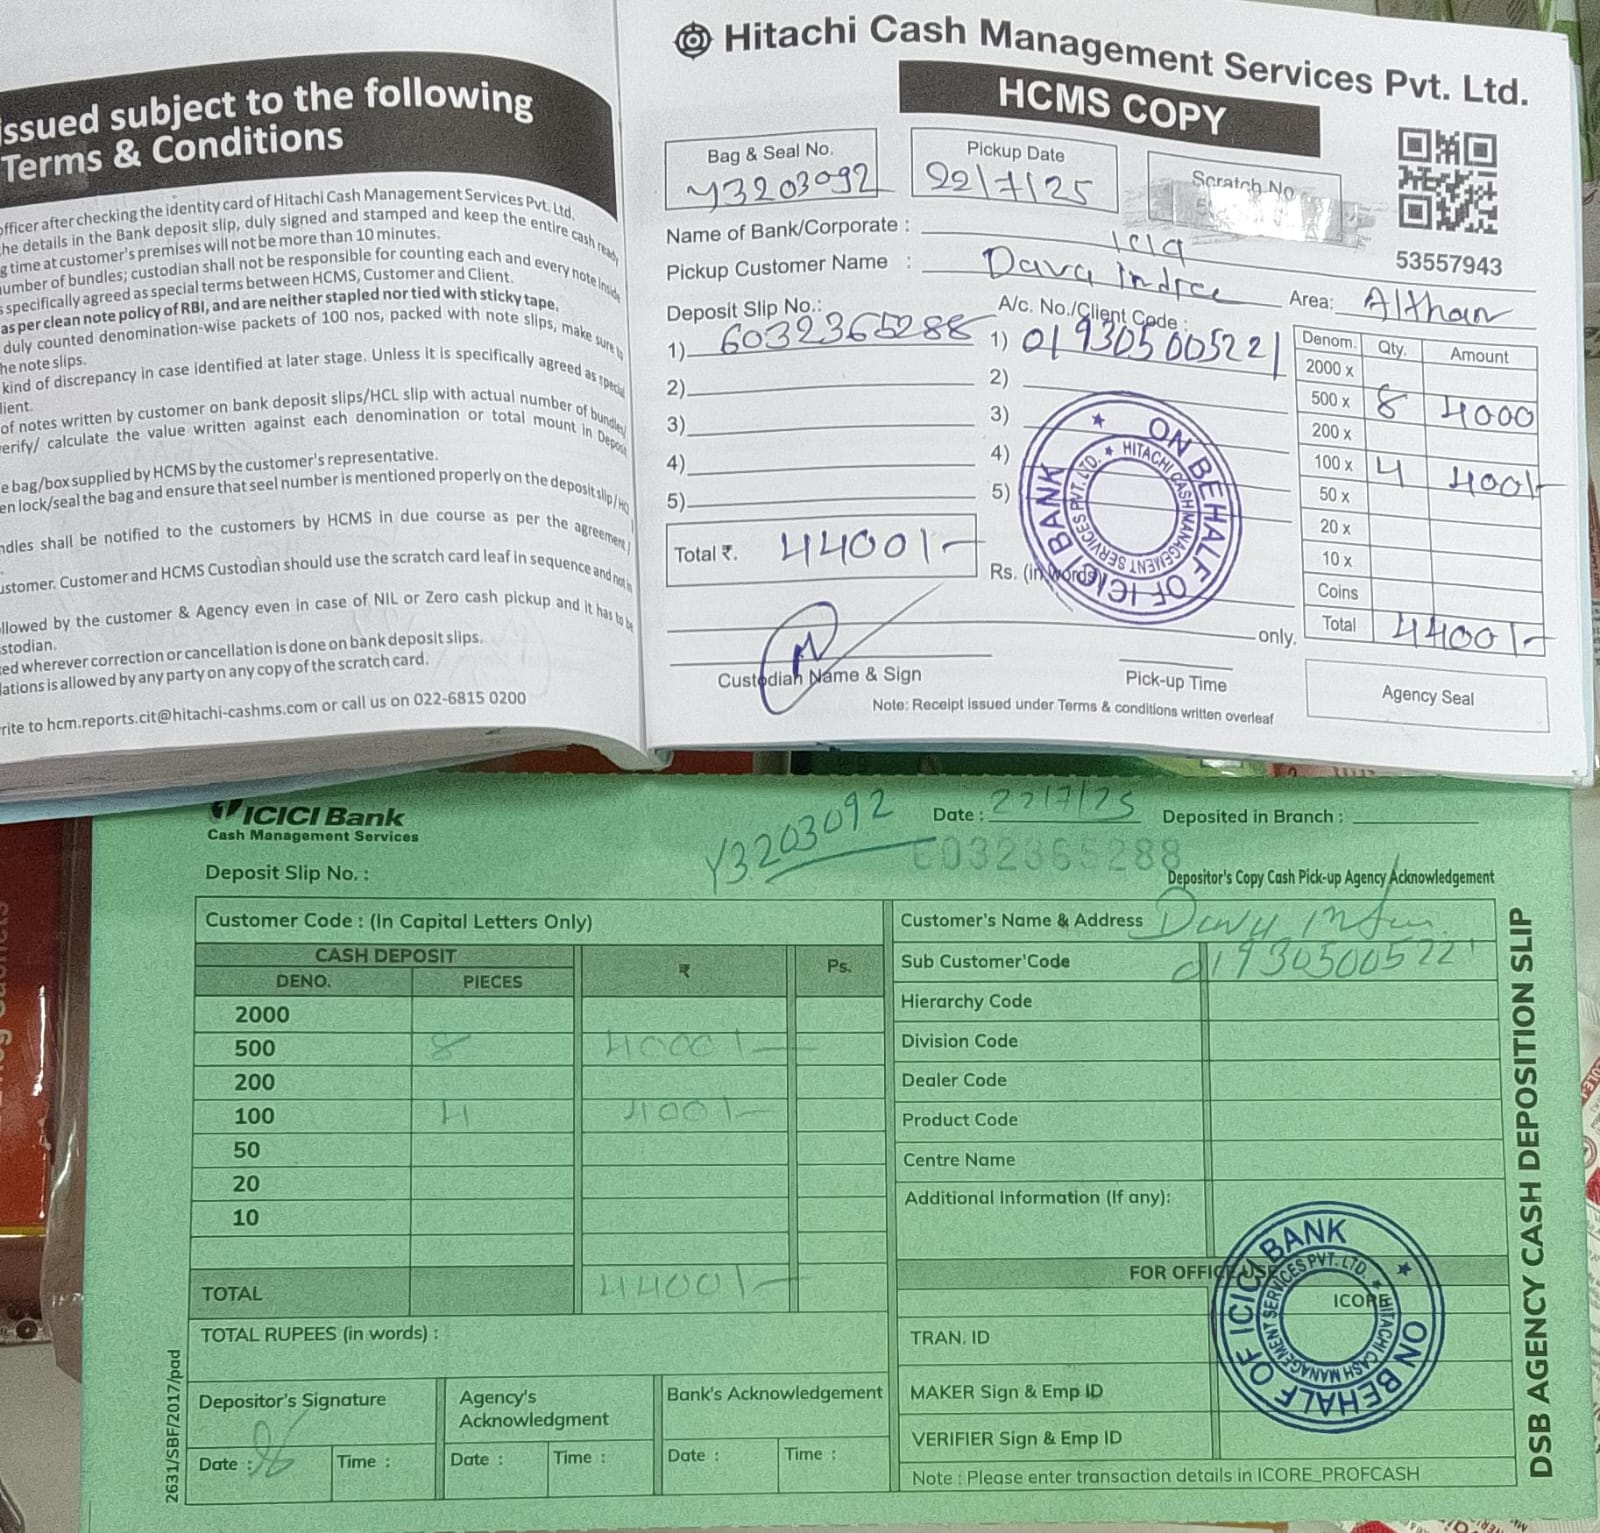 issued subject to the following
Terms & Conditions
officer after checking the identity card of Hitachi Cash Management Services Pvt. Ltd.
he details in the Bank deposit slip, duly signed and stamped and keep the entire cash ready
g time at customer's premises will not be more than 10 minutes.
umber of bundles; custodian shall not be responsible for counting each and every note inside
specifically agreed as special terms between HCMS, Customer and Client.
as per clean note policy of RBI, and are neither stapled nor tied with sticky tape.
duly counted denomination-wise packets of 100 nos, packed with note slips, make sure to
he note slips.
kind of discrepancy in case identified at later stage. Unless it is specifically agreed as special
lient.
of notes written by customer on bank deposit slips/HCL slip with actual number of bundles/
erify/ calculate the value written against each denomination or total mount in Deposit
e bag/box supplied by HCMS by the customer's representative.
en lock/seal the bag and ensure that seel number is mentioned properly on the deposit slip/
ndles shall be notified to the customers by HCMS in due course as per the agreement /
ustomer. Customer and HCMS Custodian should use the scratch card leaf in sequence and not in
llowed by the customer & Agency even in case of NIL or Zero cash pickup and it has to be
stodian.
ed wherever correction or cancellation is done on bank deposit slips.
lations is allowed by any party on any copy of the scratch card.
rite to hcm.reports.cit@hitachi-cashms.com or call us on 022-6815 0200
Hitachi Cash Management Services Pvt. Ltd.
HCMS COPY
Bag & Seal No. Y3203092
Pickup Date 22/7/25
Scratch No
53557943
Name of Bank/Corporate : ICICI
Pickup Customer Name : Dava Indice Area: Althan
Deposit Slip No.: A/c. No./Client Code :
1) 6032365288 1) 019305005221
2) 2)
3) 3)
4) 4)
5) 5)
Denom. Qty. Amount
2000 x
500 x 8 4000
200 x
100 x 4 400/-
50 x
20 x
10 x
Coins
Total 4400/-
Total ₹. 4400/-
Rs. (in words)
only.
ON BEHALF OF ICICI BANK
HITACHI CASH MANAGEMENT SERVICES PVT. LTD.
Custodian Name & Sign
Pick-up Time
Agency Seal
Note: Receipt issued under Terms & conditions written overleaf
ICICI Bank
Cash Management Services
Y3203092
Date : 22/7/25 Deposited in Branch :
6032365288
Deposit Slip No. :
Depositor's Copy Cash Pick-up Agency Acknowledgement
Customer Code : (In Capital Letters Only)
CASH DEPOSIT ₹ Ps.
DENO. PIECES
2000
500 8 4000/-
200
100 4 400/-
50
20
10
TOTAL 4400/-
TOTAL RUPEES (in words) :
Depositor's Signature
Date : Time :
Agency's Acknowledgment
Date : Time :
Bank's Acknowledgement
Date : Time :
Customer's Name & Address
Sub Customer'Code 019305005221
Hierarchy Code
Division Code
Dealer Code
Product Code
Centre Name
Additional Information (If any):
FOR OFFICE USE
ICORE
TRAN. ID
MAKER Sign & Emp ID
VERIFIER Sign & Emp ID
Note : Please enter transaction details in ICORE_PROFCASH
ON BEHALF OF ICICI BANK
HITACHI CASH MANAGEMENT SERVICES PVT. LTD.
DSB AGENCY CASH DEPOSITION SLIP
2631/SBF/2017/pad